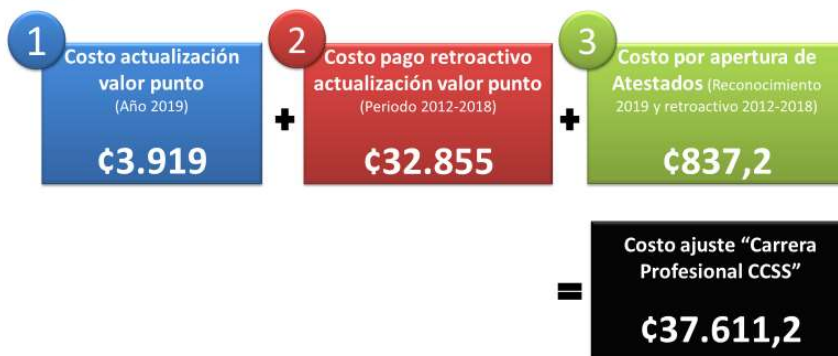 1
Costo actualización
valor punto
(Año 2019)
¢3.919
+
2
Costo pago retroactivo
actualización valor punto
(Periodo 2012-2018)
¢32.855
+
3
Costo por apertura de
Atestados (Reconocimiento
2019 y retroactivo 2012-2018)
¢837,2
=
Costo ajuste “Carrera
Profesional CCSS”
¢37.611,2